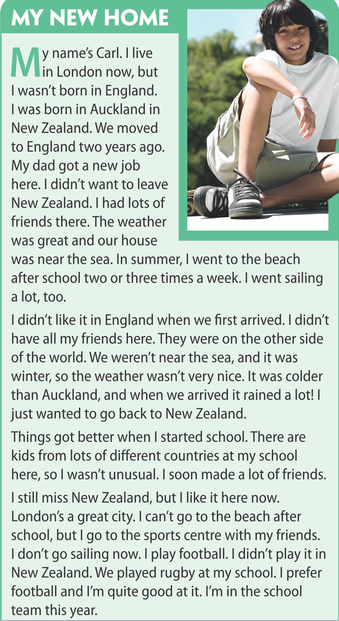 MY NEW HOME
My name's Carl. I live
in London now, but
I wasn't born in England.
I was born in Auckland in
New Zealand. We moved
to England two years ago.
My dad got a new job
here. I didn't want to leave
New Zealand. I had lots of
friends there. The weather
was great and our house
was near the sea. In summer, I went to the beach
after school two or three times a week. I went sailing
a lot, too.
I didn't like it in England when we first arrived. I didn't
have all my friends here. They were on the other side
of the world. We weren't near the sea, and it was
winter, so the weather wasn't very nice. It was colder
than Auckland, and when we arrived it rained a lot! I
just wanted to go back to New Zealand.
Things got better when I started school. There are
kids from lots of different countries at my school
here, so I wasn't unusual. I soon made a lot of friends.
I still miss New Zealand, but I like it here now.
London's a great city. I can't go to the beach after
school, but I go to the sports centre with my friends.
I don't go sailing now. I play football. I didn't play it in
New Zealand. We played rugby at my school. I prefer
football and I'm quite good at it. I'm in the school
team this year.